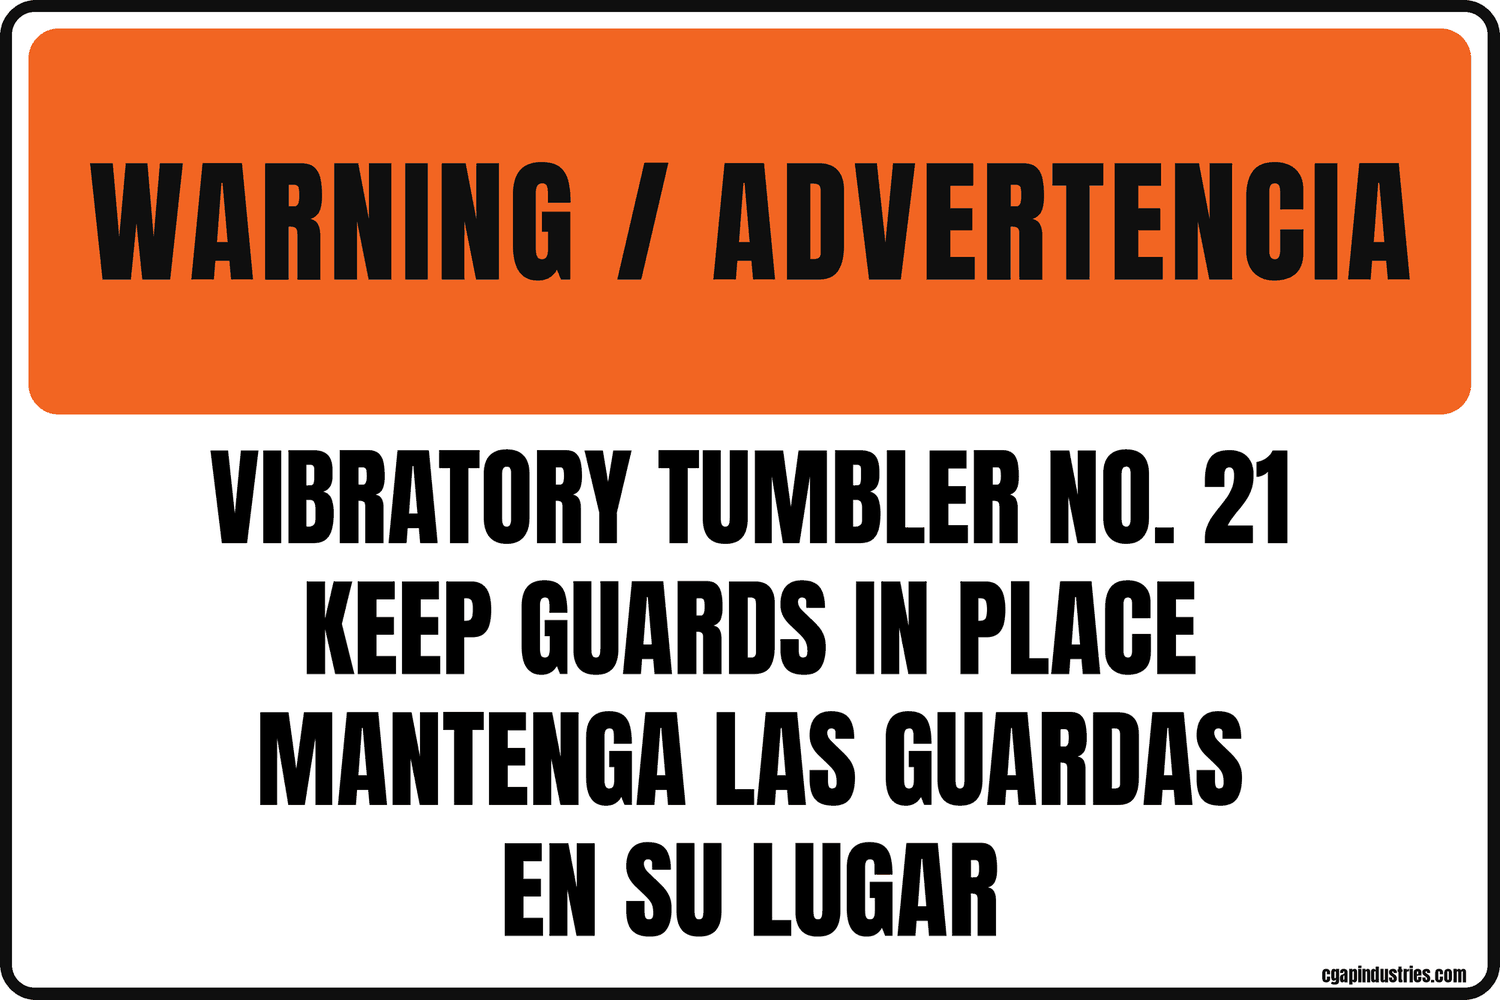 WARNING / ADVERTENCIA
VIBRATORY TUMBLER NO. 21
KEEP GUARDS IN PLACE
MANTENGA LAS GUARDAS
EN SU LUGAR
cgapindustries.com